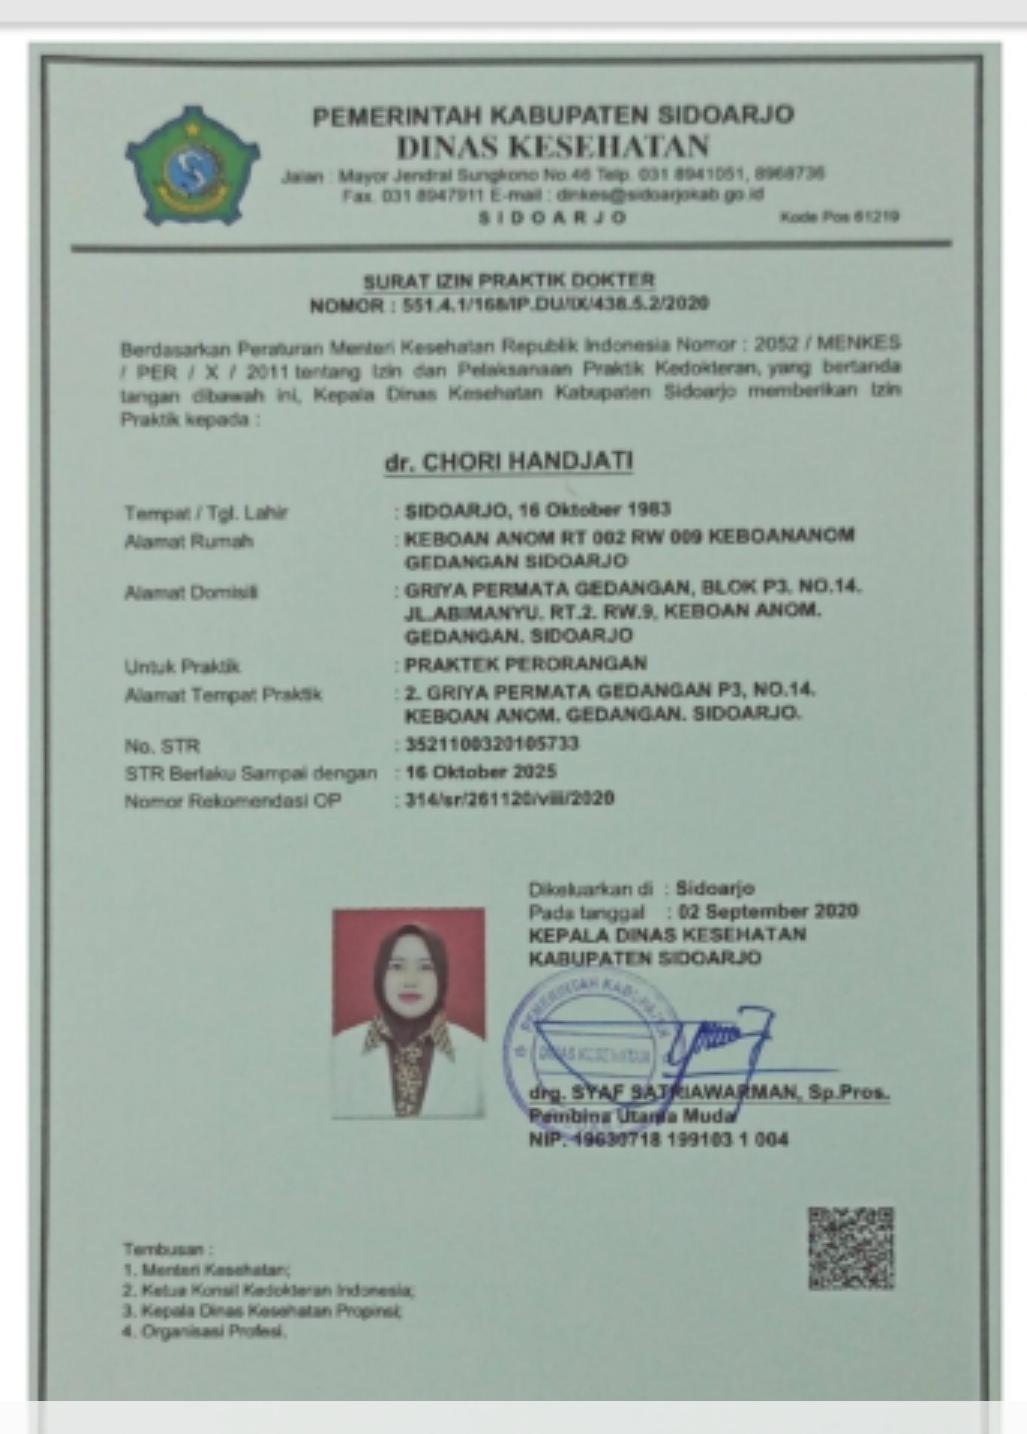 PEMERINTAH KABUPATEN SIDOARJO
DINAS KESEHATAN
Jalan : Mayor Jendral Sungkono No.46 Telp. 031 8941051, 8968736
Fax. 031 8947911 E-mail : dinkes@sidoarjokab.go.id
SIDOARJO Kode Pos 61219
SURAT IZIN PRAKTIK DOKTER
NOMOR : 551.4.1/168/IP.DU/IX/438.5.2/2020
Berdasarkan Peraturan Menteri Kesehatan Republik Indonesia Nomor : 2052 / MENKES
/ PER / X / 2011 tentang Izin dan Pelaksanaan Praktik Kedokteran, yang bertanda
tangan dibawah ini, Kepala Dinas Kesehatan Kabupaten Sidoarjo memberikan Izin
Praktik kepada :
dr. CHORI HANDJATI
Tempat / Tgl. Lahir : SIDOARJO, 16 Oktober 1983
Alamat Rumah : KEBOAN ANOM RT 002 RW 009 KEBOANANOM
GEDANGAN SIDOARJO
Alamat Domisili : GRIYA PERMATA GEDANGAN, BLOK P3. NO.14.
JL.ABIMANYU. RT.2. RW.9, KEBOAN ANOM.
GEDANGAN. SIDOARJO
Untuk Praktik : PRAKTEK PERORANGAN
Alamat Tempat Praktik : 2. GRIYA PERMATA GEDANGAN P3, NO.14.
KEBOAN ANOM. GEDANGAN. SIDOARJO.
No. STR : 3521100320105733
STR Berlaku Sampai dengan : 16 Oktober 2025
Nomor Rekomendasi OP : 314/sr/261120/viii/2020
Dikeluarkan di : Sidoarjo
Pada tanggal : 02 September 2020
KEPALA DINAS KESEHATAN
KABUPATEN SIDOARJO
PEMERINTAH KABUPATEN
DINAS KESEHATAN
drg. SYAF SATRIAWARMAN, Sp.Pros.
Pembina Utama Muda
NIP. 19630718 199103 1 004
Tembusan :
1. Menteri Kesehatan;
2. Ketua Konsil Kedokteran Indonesia;
3. Kepala Dinas Kesehatan Propinsi;
4. Organisasi Profesi.